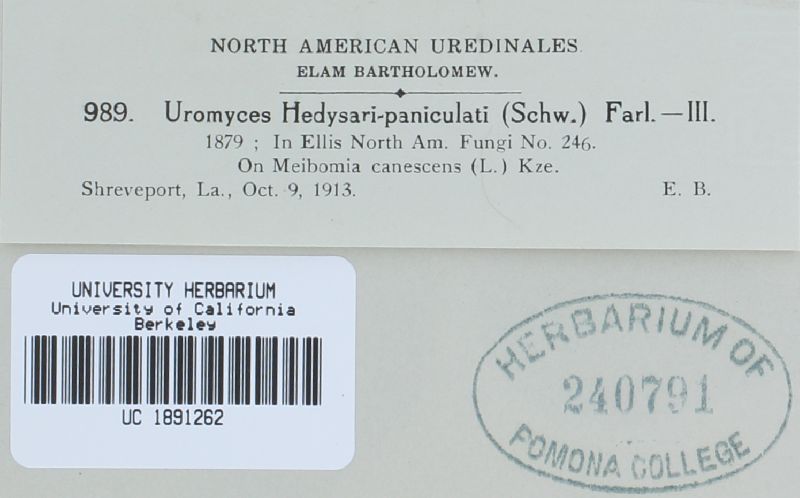 NORTH AMERICAN UREDINALES.
ELAM BARTHOLOMEW.
989. Uromyces Hedysari-paniculati (Schw.) Farl. — III.
1879 ; In Ellis North Am. Fungi No. 246.
On Meibomia canescens (L.) Kze.
Shreveport, La., Oct. 9, 1913. E. B.
UNIVERSITY HERBARIUM
University of California
Berkeley
UC 1891262
HERBARIUM OF
240791
POMONA COLLEGE